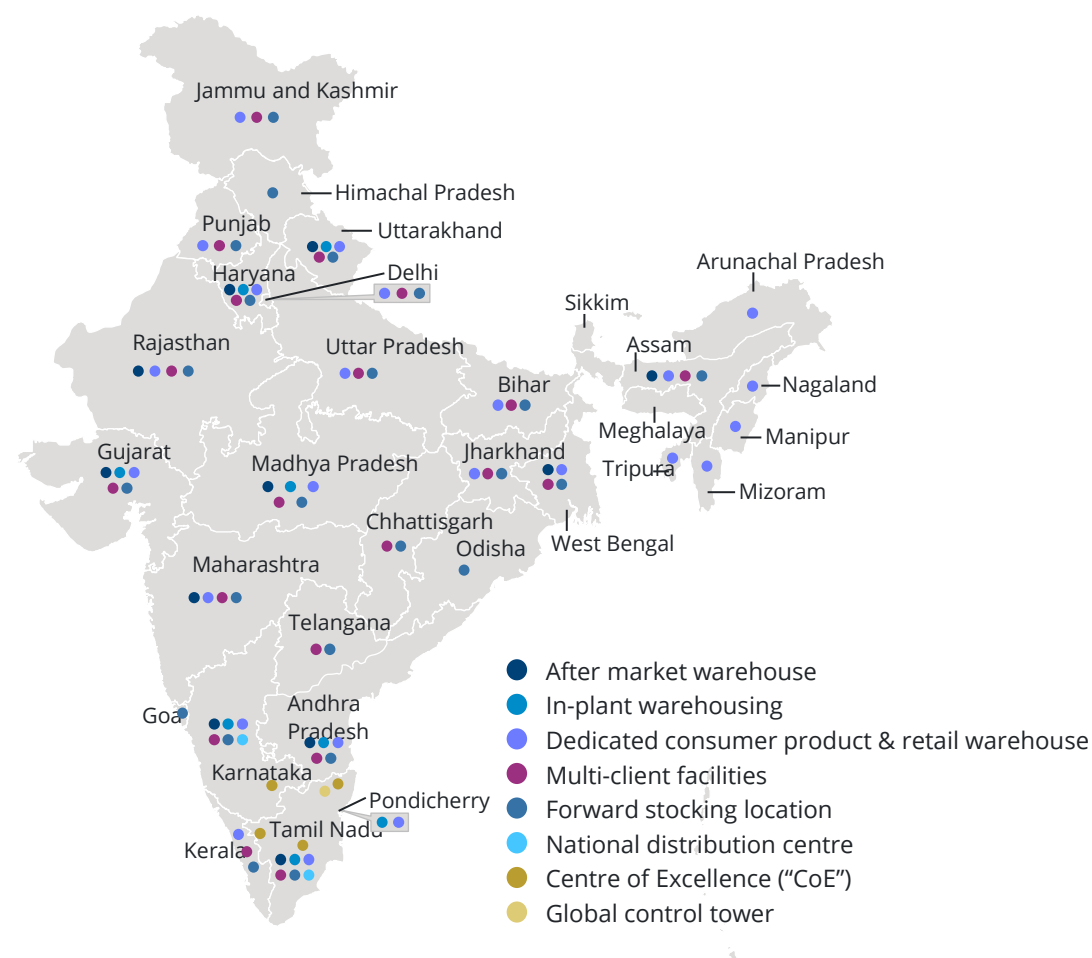 Jammu and Kashmir
Himachal Pradesh
Punjab
Uttarakhand
Haryana
Delhi
Arunachal Pradesh
Sikkim
Rajasthan
Uttar Pradesh
Assam
Bihar
Nagaland
Meghalaya
Manipur
Gujarat
Madhya Pradesh
Jharkhand
Tripura
Mizoram
Chhattisgarh
West Bengal
Odisha
Maharashtra
Telangana
After market warehouse
In-plant warehousing
Dedicated consumer product & retail warehouse
Multi-client facilities
Forward stocking location
National distribution centre
Centre of Excellence (“CoE”)
Global control tower
Goa
Andhra
Pradesh
Karnataka
Pondicherry
Tamil Nadu
Kerala